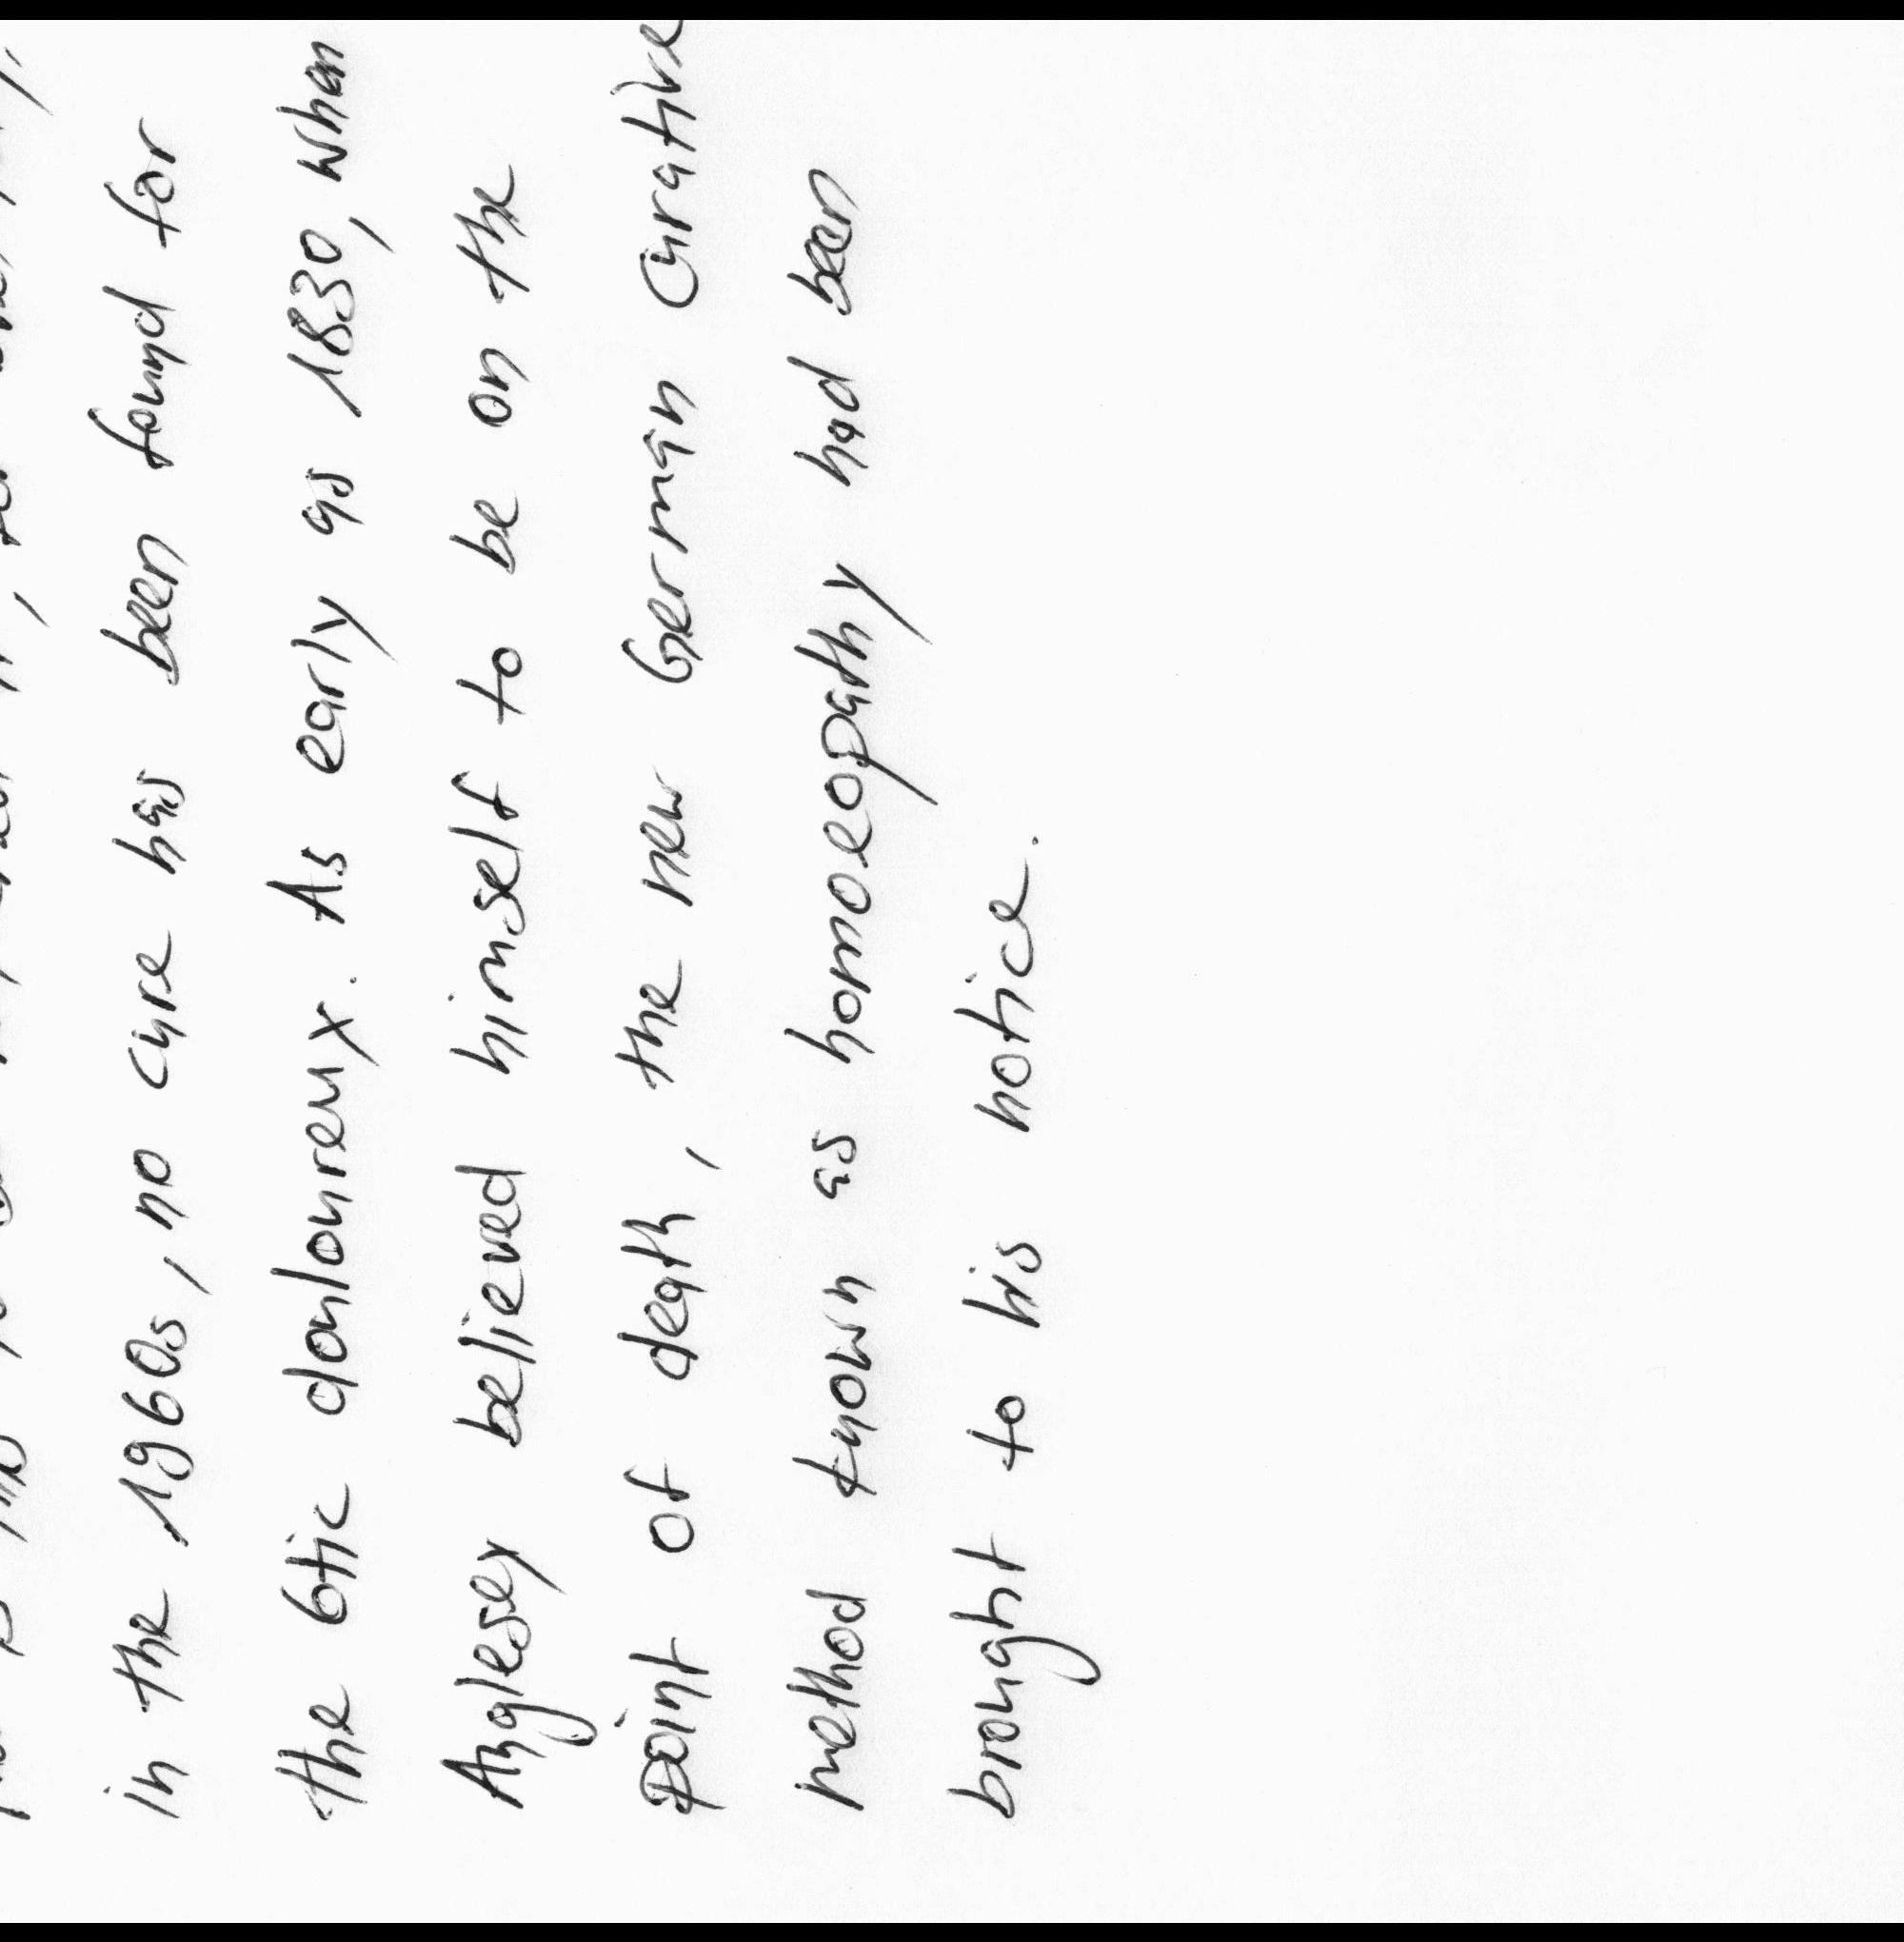 in the 1960s, no cure has been found for
the 6tic douloureux. As early as 1830, when
Anglesey believed himself to be on the
point of death, the new German Curative
method known as homoeopathy had been
brought to his notice.